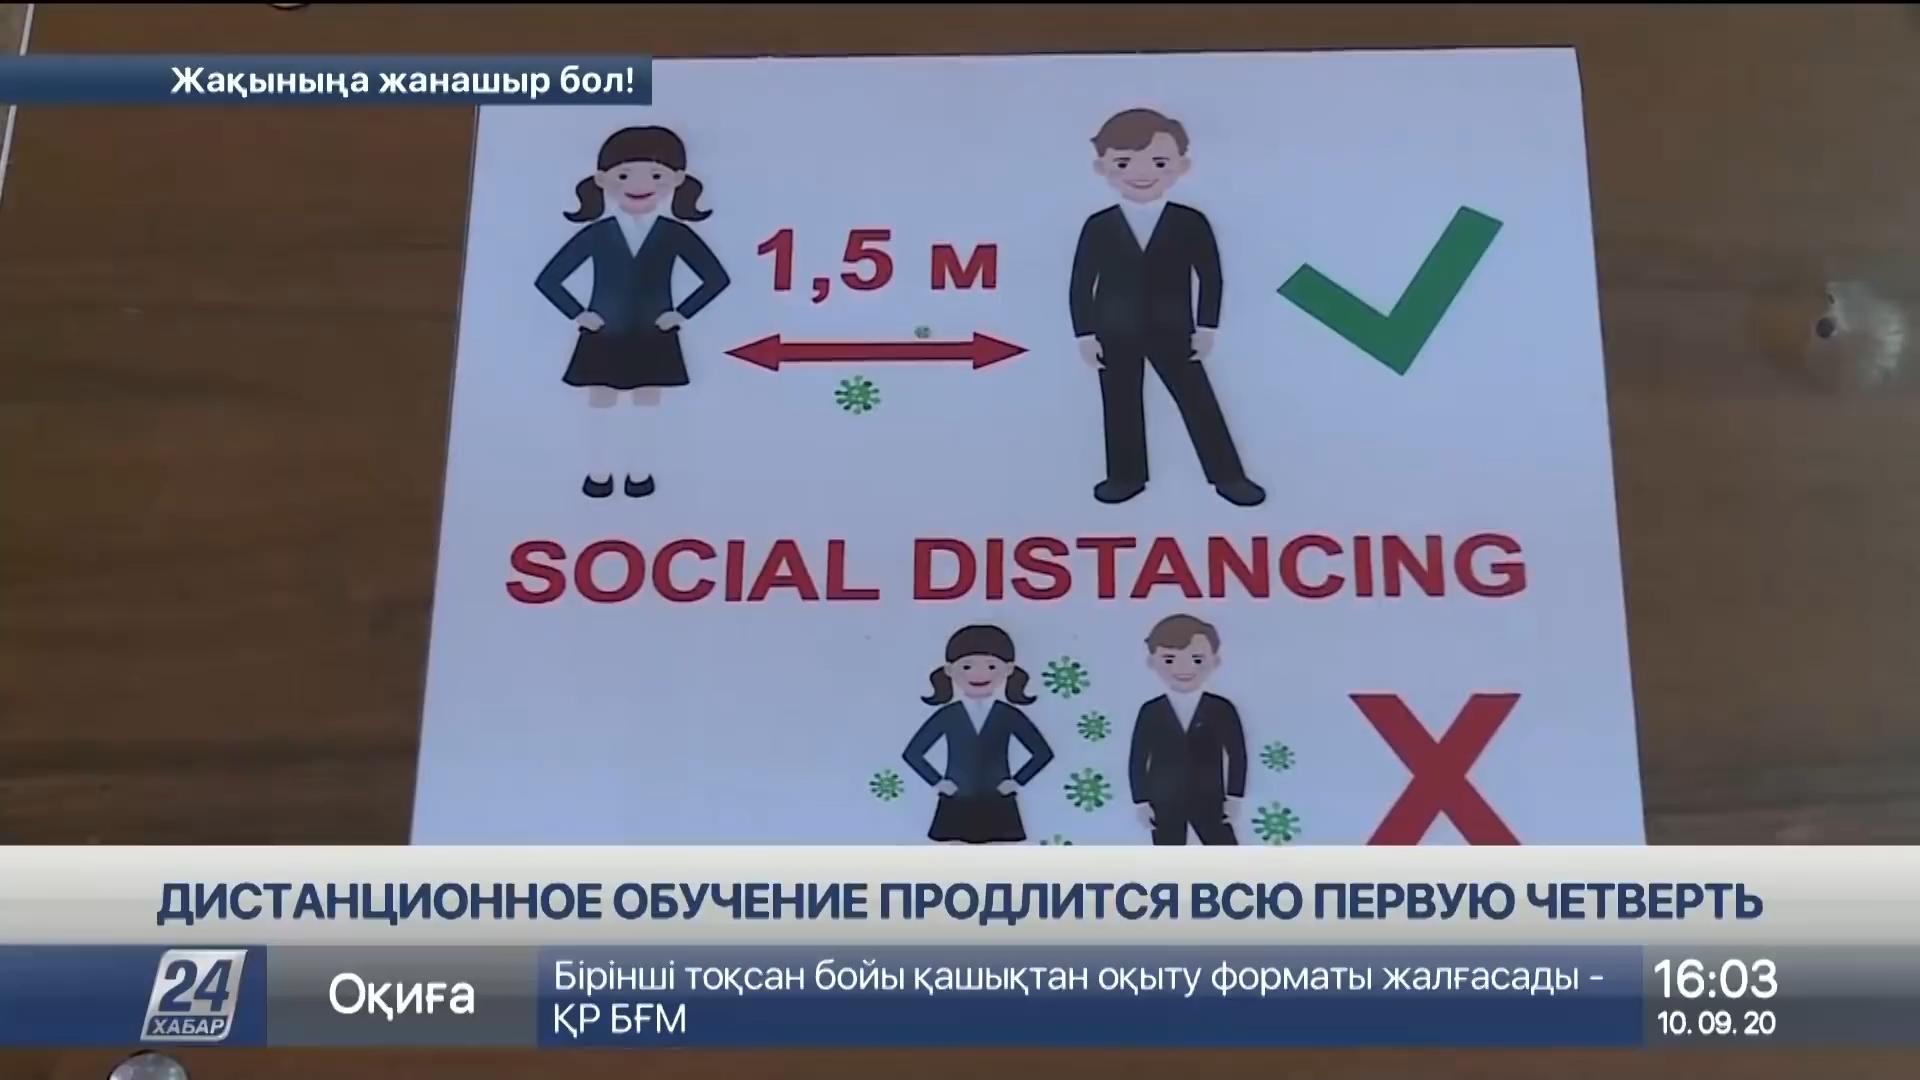 Жақыныңа жанашыр бол!
1,5 м
SOCIAL DISTANCING
X
ДИСТАНЦИОННОЕ ОБУЧЕНИЕ ПРОДЛИТСЯ ВСЮ ПЕРВУЮ ЧЕТВЕРТЬ
24
ХАБАР
Оқиға
Бірінші тоқсан бойы қашықтан оқыту форматы жалғасады -
ҚР БҒМ
16:03
10. 09. 20